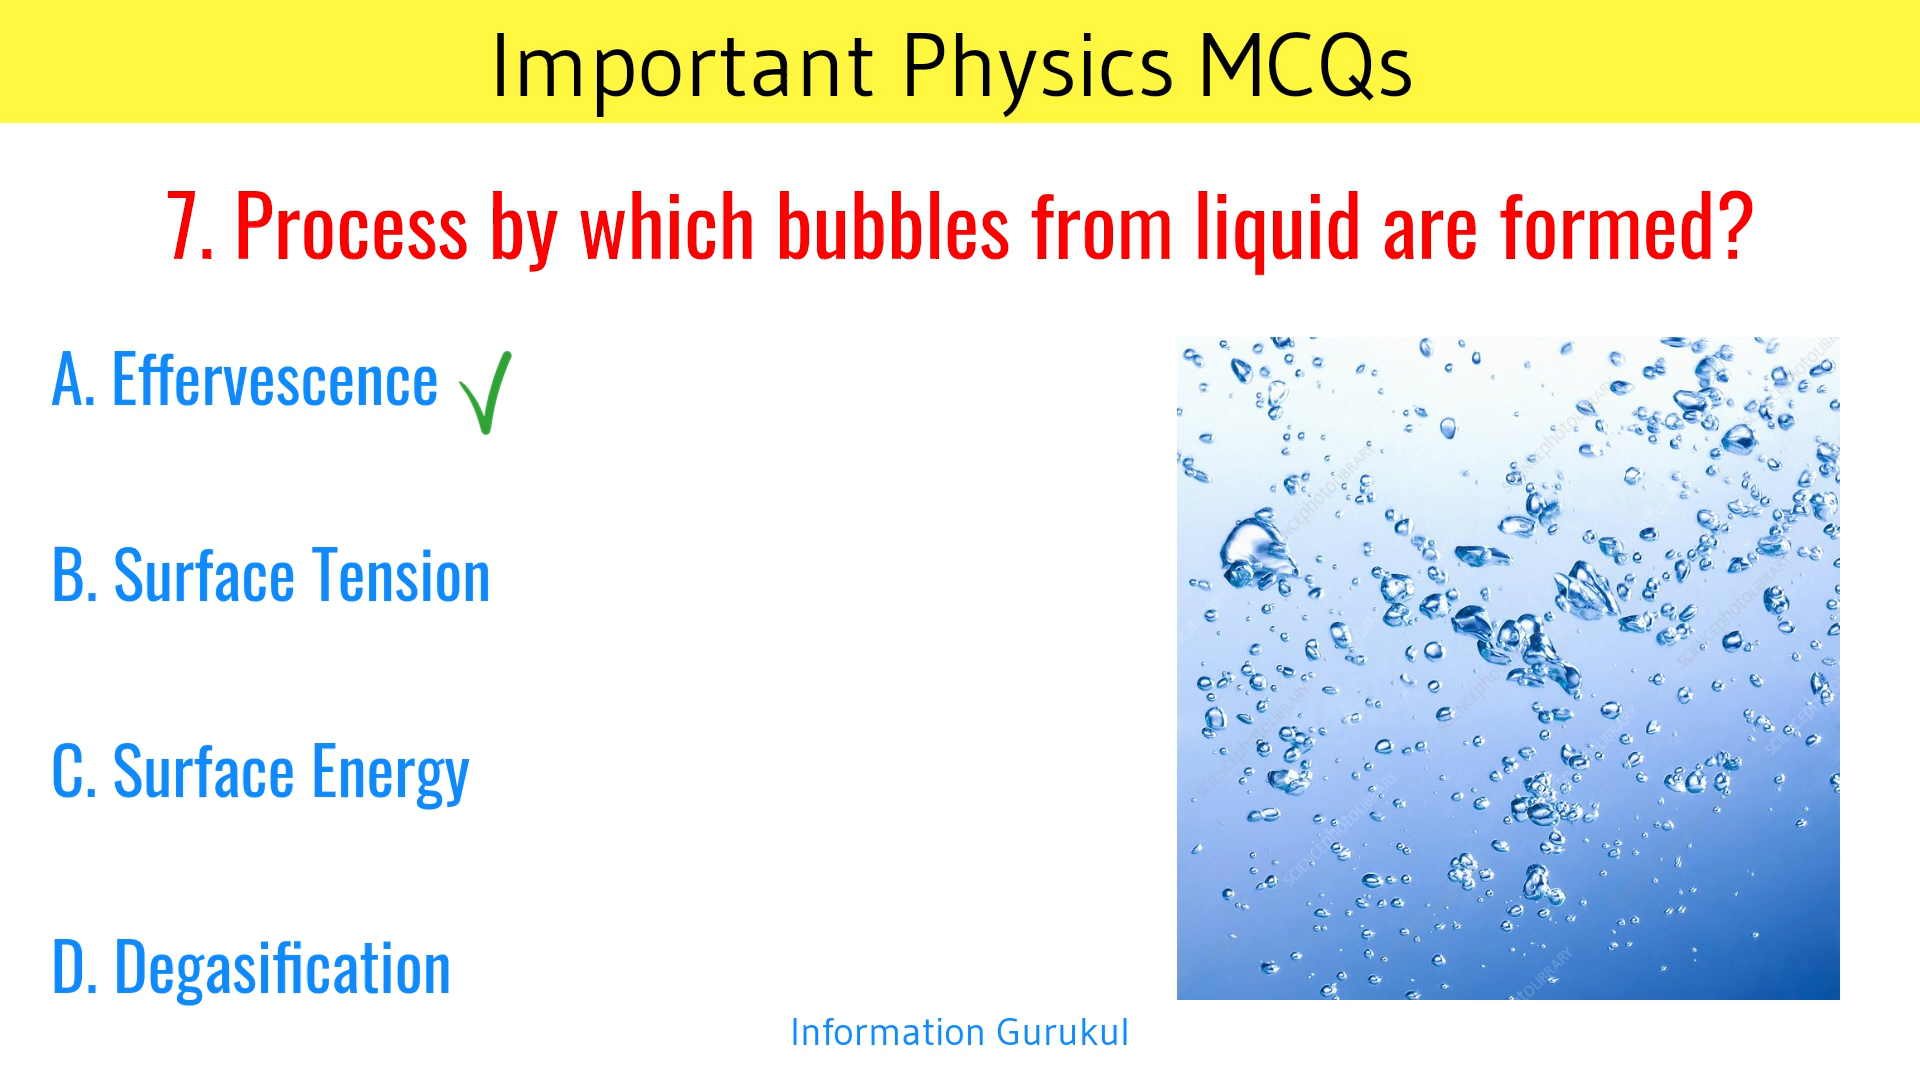 Important Physics MCQs
7. Process by which bubbles from liquid are formed?
A. Effervescence
B. Surface Tension
C. Surface Energy
D. Degasification
Information Gurukul